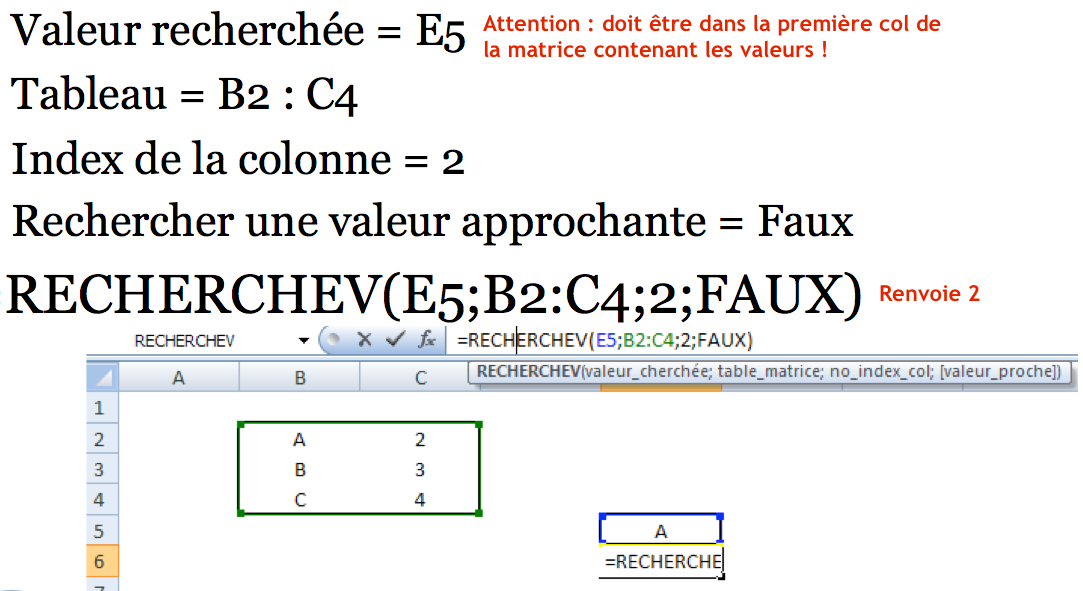 Valeur recherchée = E5
Attention : doit être dans la première col de
la matrice contenant les valeurs !
Tableau = B2 : C4
Index de la colonne = 2
Rechercher une valeur approchante = Faux
RECHERCHEV(E5;B2:C4;2;FAUX)
Renvoie 2
RECHERCHEV
fx
=RECHERCHEV(E5;B2:C4;2;FAUX)
A B C
RECHERCHEV(valeur_cherchée; table_matrice; no_index_col; [valeur_proche])
1
2 A 2
3 B 3
4 C 4
5 A
6 =RECHERCHE